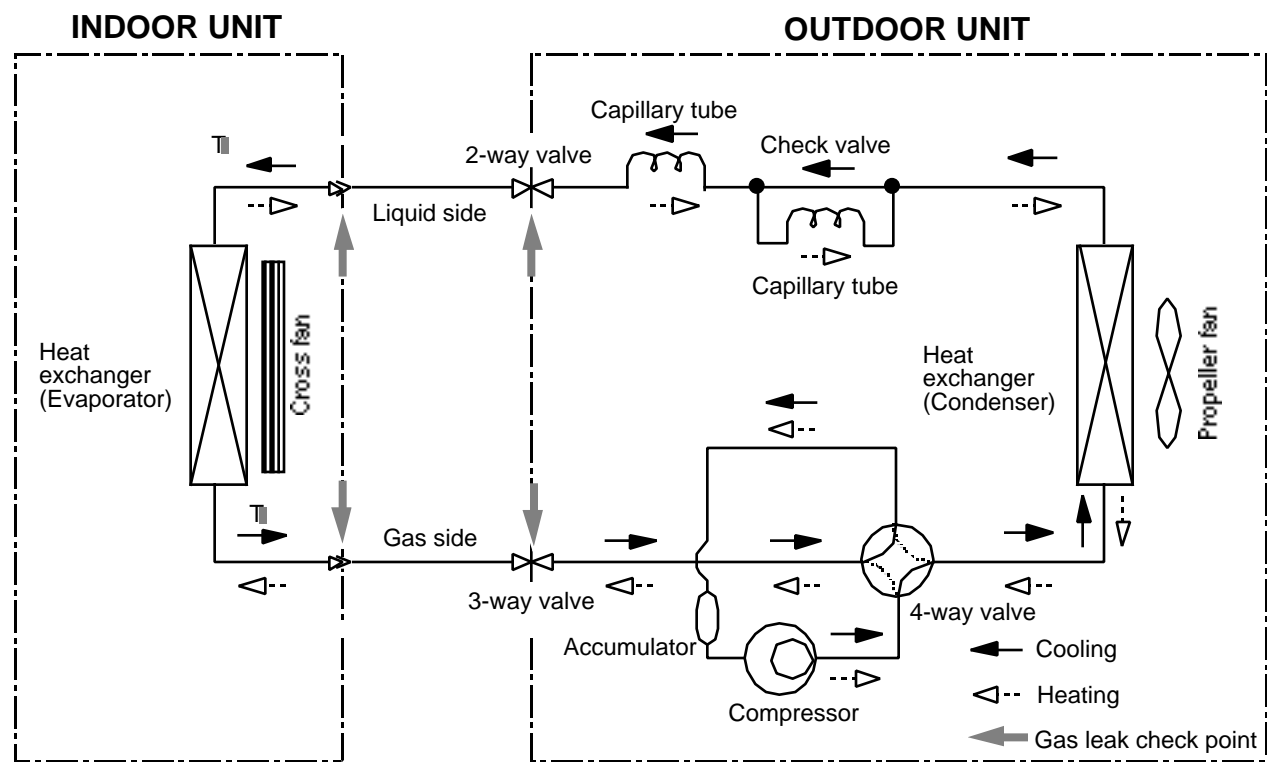 INDOOR UNIT
OUTDOOR UNIT
Capillary tube
Check valve
2-way valve
Liquid side
Capillary tube
Heat
exchanger
(Evaporator)
Cross fan
Heat
exchanger
(Condenser)
Propeller fan
Gas side
3-way valve
4-way valve
Accumulator
Compressor
Cooling
Heating
Gas leak check point